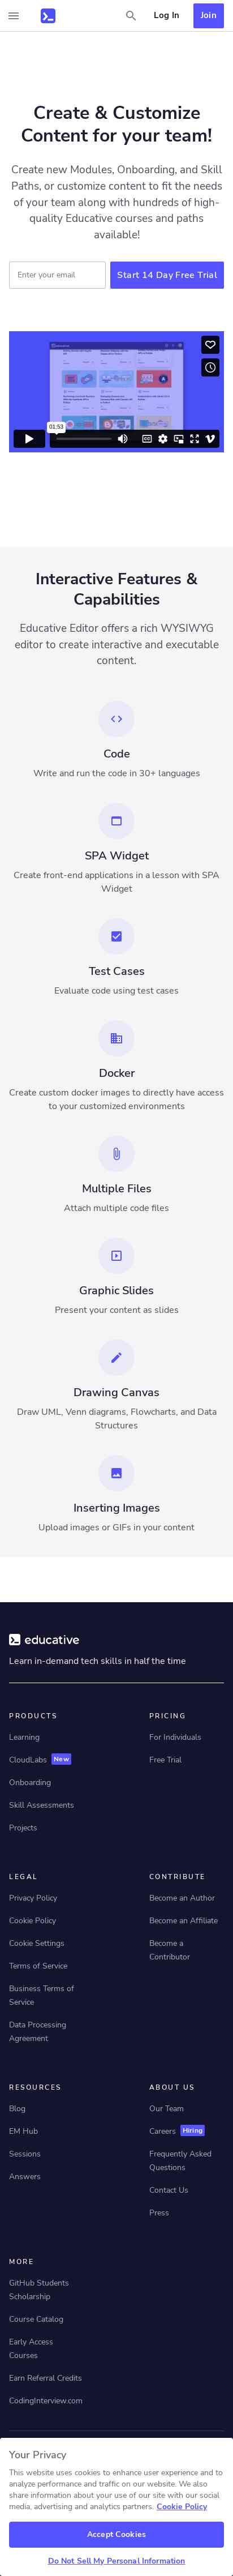 Log In
Join
Create & Customize
Content for your team!
Create new Modules, Onboarding, and Skill
Paths, or customize content to fit the needs
of your team along with hundreds of high-
quality Educative courses and paths
available!
Enter your email
Start 14 Day Free Trial
01:53
CC
Interactive Features &
Capabilities
Educative Editor offers a rich WYSIWYG
editor to create interactive and executable
content.
Code
Write and run the code in 30+ languages
SPA Widget
Create front-end applications in a lesson with SPA
Widget
Test Cases
Evaluate code using test cases
Docker
Create custom docker images to directly have access
to your customized environments
Multiple Files
Attach multiple code files
Graphic Slides
Present your content as slides
Drawing Canvas
Draw UML, Venn diagrams, Flowcharts, and Data
Structures
Inserting Images
Upload images or GIFs in your content
educative
Learn in-demand tech skills in half the time
PRODUCTS
Learning
CloudLabs New
Onboarding
Skill Assessments
Projects
PRICING
For Individuals
Free Trial
LEGAL
Privacy Policy
Cookie Policy
Cookie Settings
Terms of Service
Business Terms of
Service
Data Processing
Agreement
CONTRIBUTE
Become an Author
Become an Affiliate
Become a
Contributor
RESOURCES
Blog
EM Hub
Sessions
Answers
ABOUT US
Our Team
Careers Hiring
Frequently Asked
Questions
Contact Us
Press
MORE
GitHub Students
Scholarship
Course Catalog
Early Access
Courses
Earn Referral Credits
CodingInterview.com
Your Privacy
This website uses cookies to enhance user experience and to
analyze performance and traffic on our website. We also
share information about your use of our site with our social
media, advertising and analytics partners. Cookie Policy
Accept Cookies
Do Not Sell My Personal Information